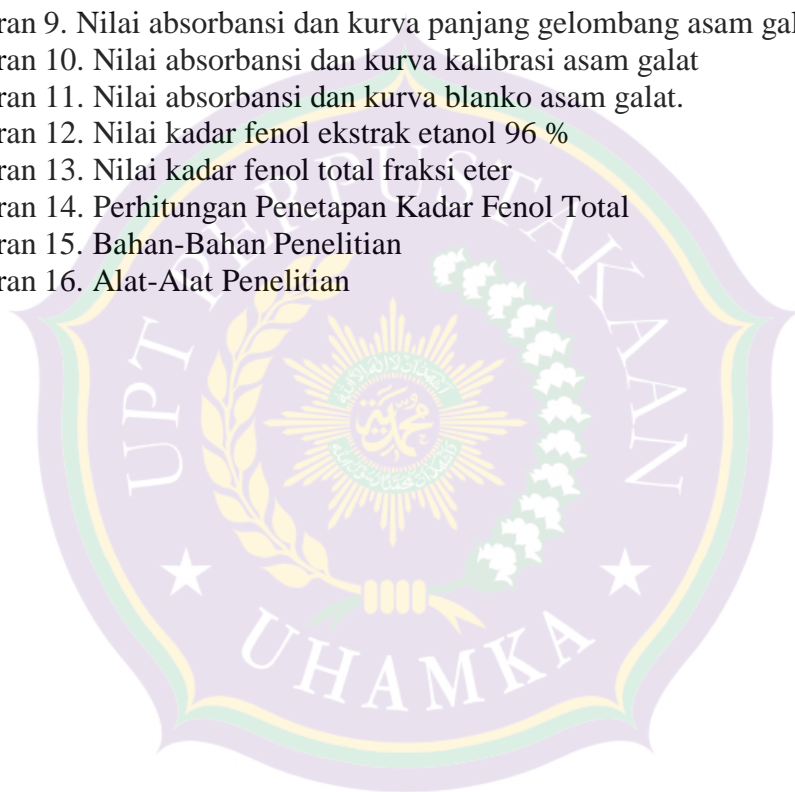 ran 9. Nilai absorbansi dan kurva panjang gelombang asam gal
ran 10. Nilai absorbansi dan kurva kalibrasi asam galat
ran 11. Nilai absorbansi dan kurva blanko asam galat.
ran 12. Nilai kadar fenol ekstrak etanol 96 %
ran 13. Nilai kadar fenol total fraksi eter
ran 14. Perhitungan Penetapan Kadar Fenol Total
ran 15. Bahan-Bahan Penelitian
ran 16. Alat-Alat Penelitian
UPT PERPUSTAKAAN
محمدية
UHAMKA